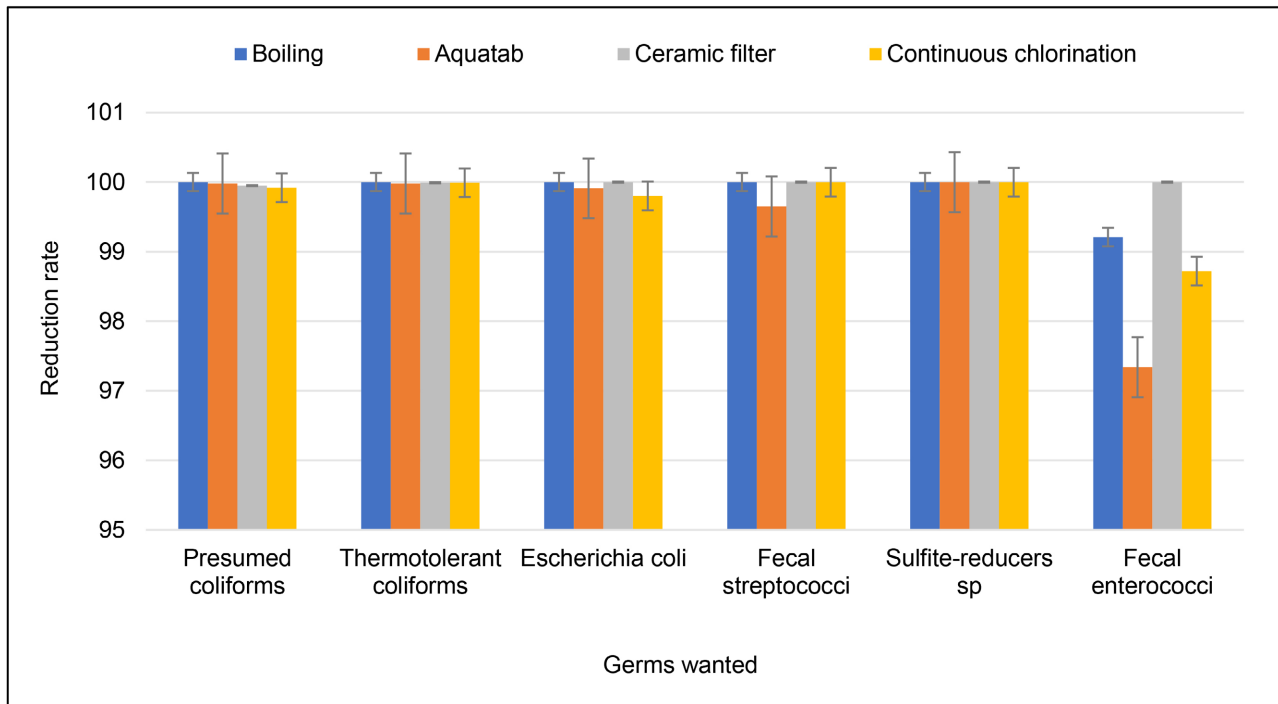 Boiling Aquatab Ceramic filter Continuous chlorination
101
100
99
98
97
96
95
Reduction rate
Presumed coliforms
Thermotolerant coliforms
Escherichia coli
Fecal streptococci
Sulfite-reducers sp
Fecal enterococci
Germs wanted